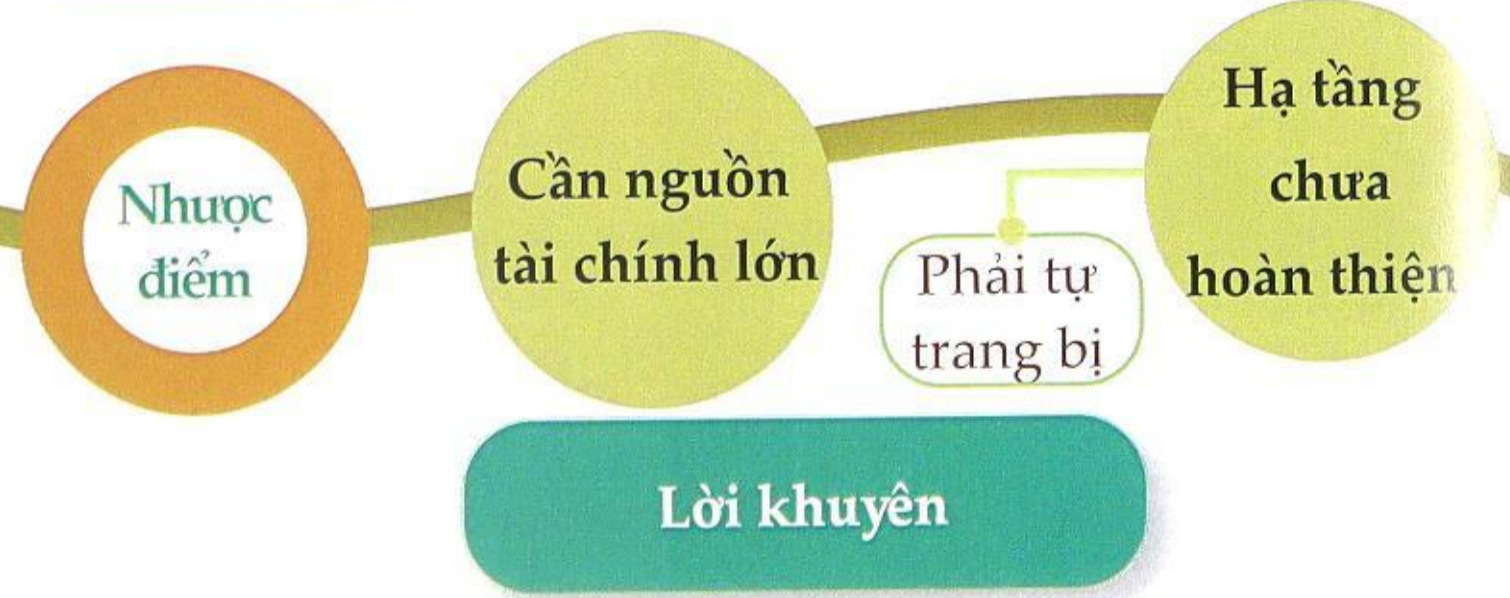 Nhược
điểm
Cần nguồn
tài chính lớn
Phải tự
trang bị
Hạ tầng
chưa
hoàn thiện
Lời khuyên